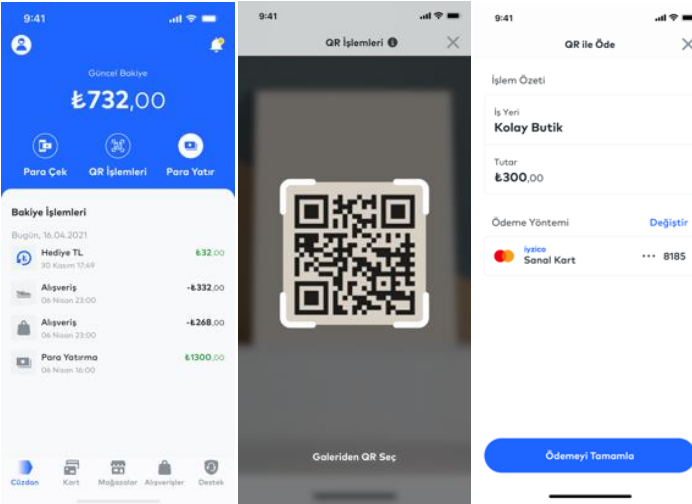 9:41
Güncel Bakiye
₺732,00
Para Çek
QR İşlemleri
Para Yatır
Bakiye İşlemleri
Bugün, 16.04.2021
Hediye TL
₺32,00
30 Kasım 17:49
Alışveriş
-₺332,00
06 Nisan 23:00
Alışveriş
-₺268,00
06 Nisan 23:00
Para Yatırma
₺1300,00
06 Nisan 16:00
Cüzdan
Kart
Mağazalar
Alışverişler
Destek
9:41
QR İşlemleri
Galeriden QR Seç
9:41
QR ile Öde
İşlem Özeti
İş Yeri
Kolay Butik
Tutar
₺300,00
Ödeme Yöntemi
Değiştir
iyzico
Sanal Kart
··· 8185
Ödemeyi Tamamla